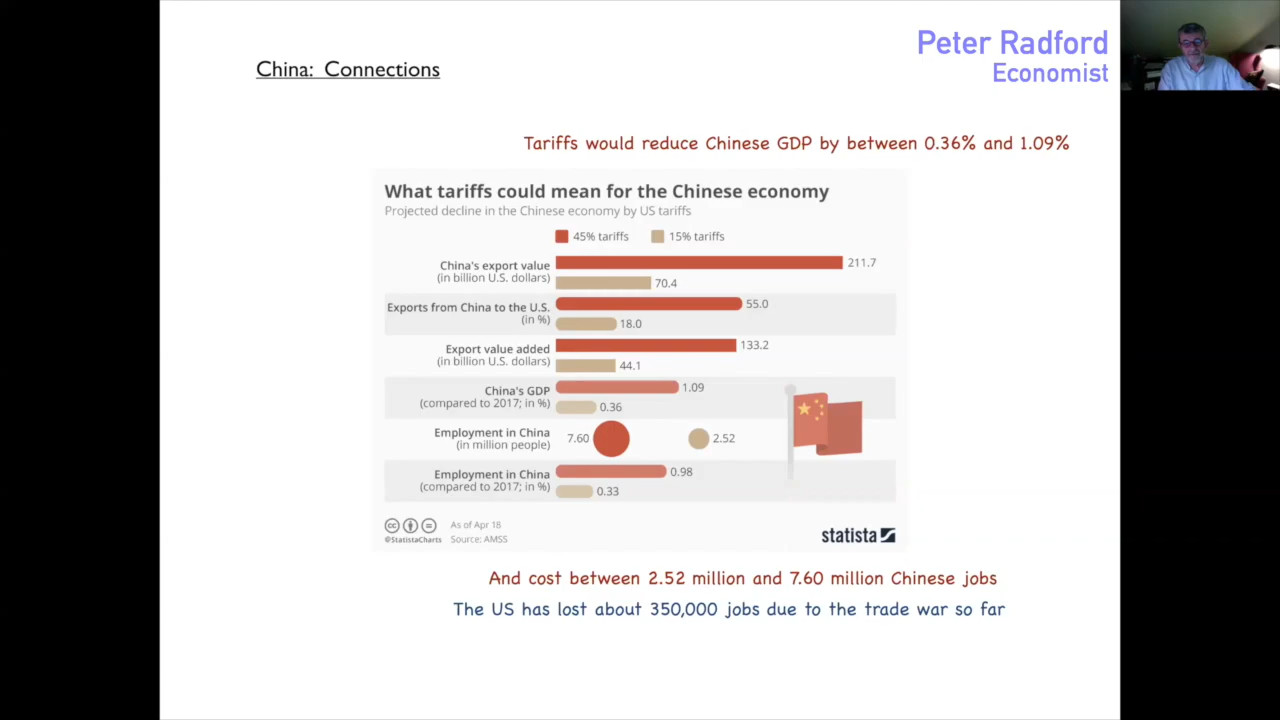 Peter Radford
Economist
China: Connections
Tariffs would reduce Chinese GDP by between 0.36% and 1.09%
What tariffs could mean for the Chinese economy
Projected decline in the Chinese economy by US tariffs
45% tariffs 15% tariffs
China's export value
(in billion U.S. dollars)
211.7
70.4
Exports from China to the U.S.
(in %)
55.0
18.0
Export value added
(in billion U.S. dollars)
133.2
44.1
China's GDP
(compared to 2017; in %)
1.09
0.36
Employment in China
(in million people)
7.60 2.52
Employment in China
(compared to 2017; in %)
0.98
0.33
cc
@StatistaCharts
As of Apr 18
Source: AMSS
statista
And cost between 2.52 million and 7.60 million Chinese jobs
The US has lost about 350,000 jobs due to the trade war so far